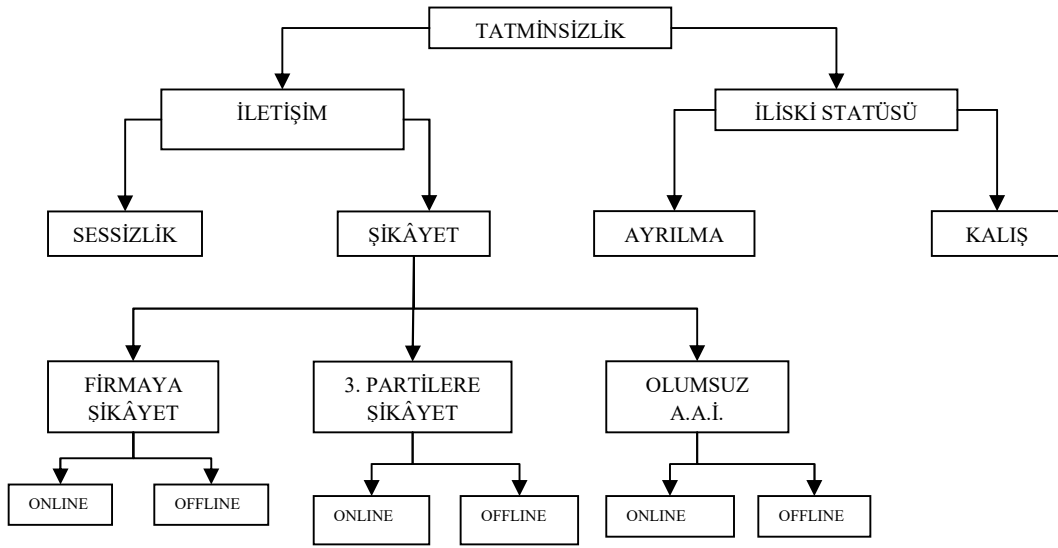 TATMİNSİZLİK
İLETİŞİM
İLİSKİ STATÜSÜ
SESSİZLİK
ŞİKÂYET
AYRILMA
KALIŞ
FİRMAYA
ŞİKÂYET
3. PARTİLERE
ŞİKÂYET
OLUMSUZ
A.A.İ.
ONLINE
OFFLINE
ONLINE
OFFLINE
ONLINE
OFFLINE